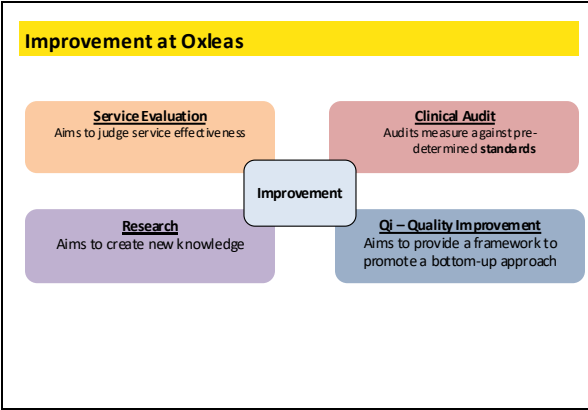 Improvement at Oxleas
Service Evaluation
Aims to judge service effectiveness
Clinical Audit
Audits measure against pre-
determined standards
Improvement
Research
Aims to create new knowledge
Qi – Quality Improvement
Aims to provide a framework to
promote a bottom-up approach